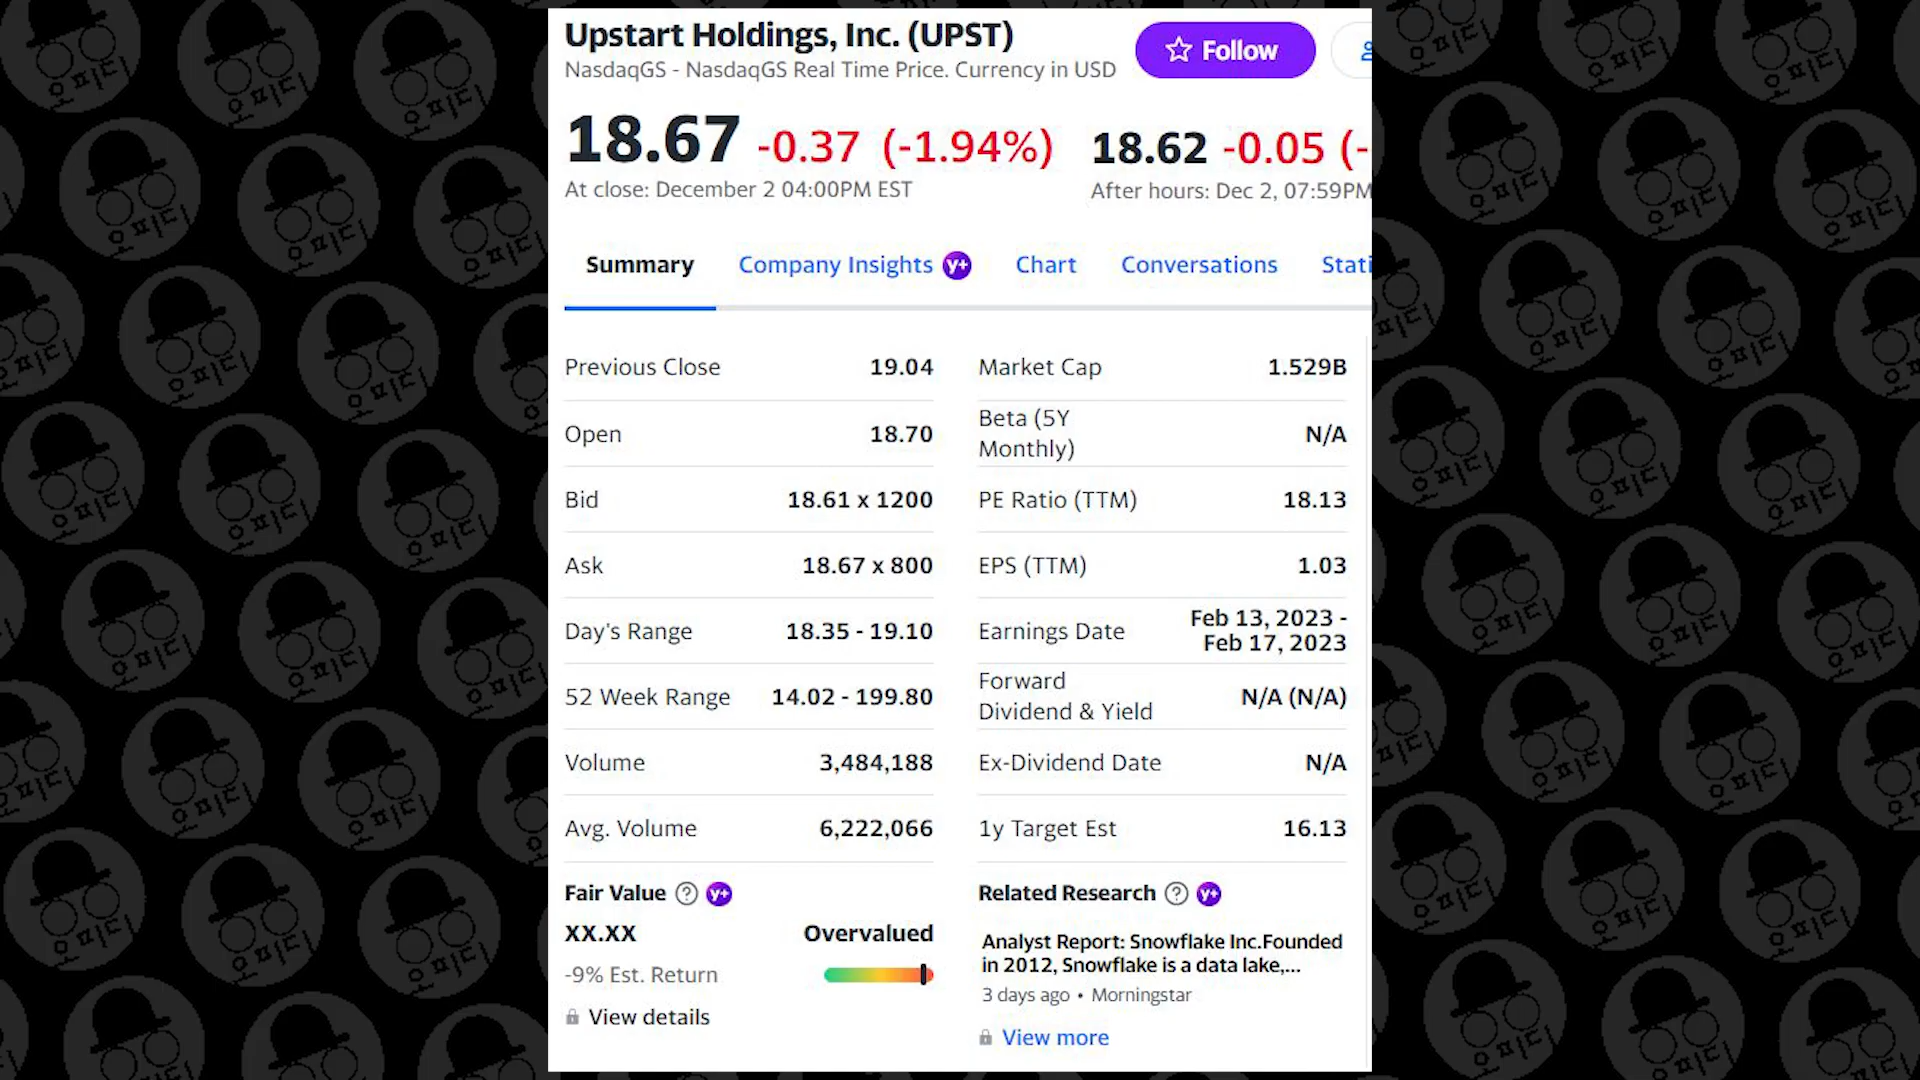 Upstart Holdings, Inc. (UPST)
Follow
NasdaqGS - NasdaqGS Real Time Price. Currency in USD
18.67 -0.37 (-1.94%)
18.62 -0.05 (-
At close: December 2 04:00PM EST
After hours: Dec 2, 07:59PM
Summary
Company Insights
y+
Chart
Conversations
Stati
Previous Close 19.04
Open 18.70
Bid 18.61 x 1200
Ask 18.67 x 800
Day's Range 18.35 - 19.10
52 Week Range 14.02 - 199.80
Volume 3,484,188
Avg. Volume 6,222,066
Market Cap 1.529B
Beta (5Y
Monthly) N/A
PE Ratio (TTM) 18.13
EPS (TTM) 1.03
Earnings Date Feb 13, 2023 -
Feb 17, 2023
Forward
Dividend & Yield N/A (N/A)
Ex-Dividend Date N/A
1y Target Est 16.13
Fair Value ? y+
XX.XX Overvalued
-9% Est. Return
View details
Related Research ? y+
Analyst Report: Snowflake Inc.Founded
in 2012, Snowflake is a data lake,...
3 days ago • Morningstar
View more
오피디